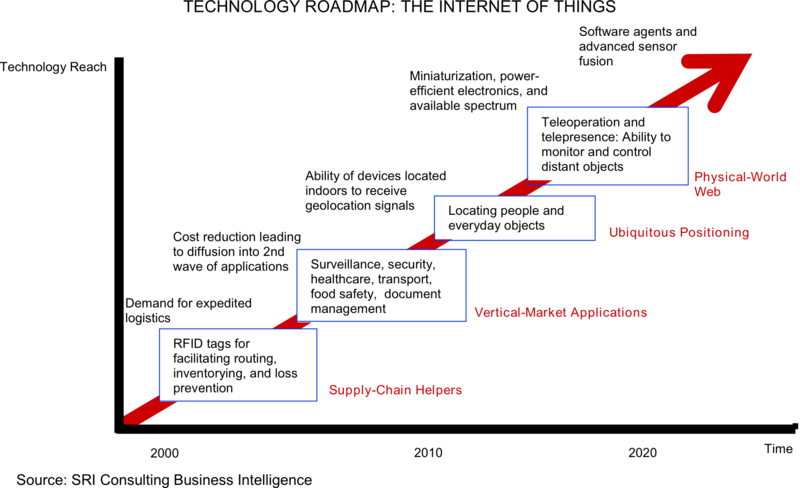 TECHNOLOGY ROADMAP: THE INTERNET OF THINGS
Software agents and
advanced sensor
fusion
Technology Reach
Miniaturization, power-
efficient electronics, and
available spectrum
Teleoperation and
telepresence: Ability to
monitor and control
distant objects
Physical-World
Web
Ability of devices located
indoors to receive
geolocation signals
Locating people and
everyday objects
Ubiquitous Positioning
Cost reduction leading
to diffusion into 2nd
wave of applications
Surveillance, security,
healthcare, transport,
food safety, document
management
Vertical-Market Applications
Demand for expedited
logistics
RFID tags for
facilitating routing,
inventorying, and loss
prevention
Supply-Chain Helpers
2000
2010
2020
Time
Source: SRI Consulting Business Intelligence